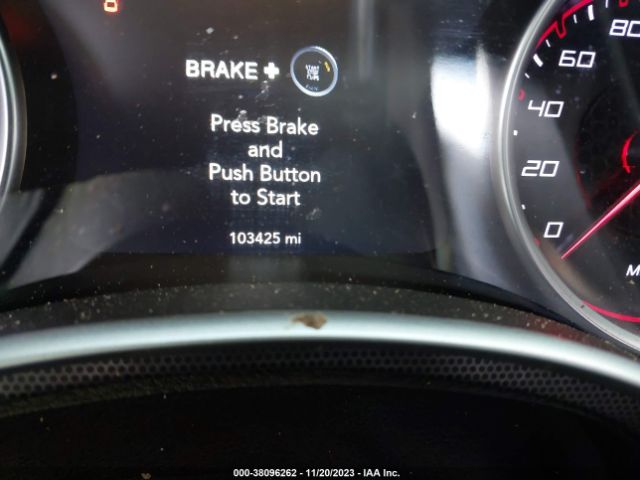 80
BRAKE +
START
60
40
Press Brake
and
Push Button
to Start
20
0
103425 mi
000-38096262 - 11/20/2023 - IAA Inc.